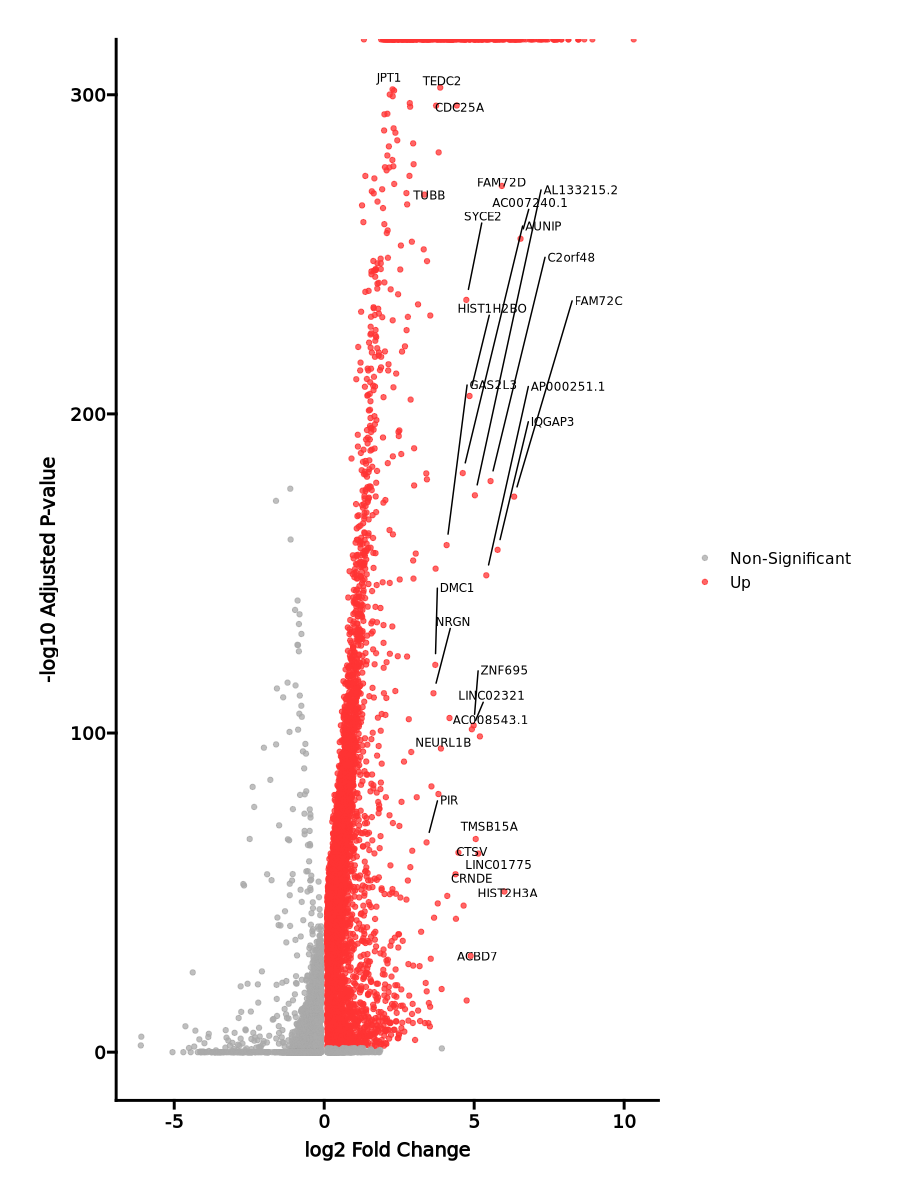 300
200
100
0
-5
0
5
10
-log10 Adjusted P-value
log2 Fold Change
JPT1
TEDC2
CDC25A
TUBB
FAM72D
AL133215.2
AC007240.1
SYCE2
AUNIP
C2orf48
FAM72C
HIST1H2BO
GAS2L3
AP000251.1
IQGAP3
DMC1
NRGN
ZNF695
LINC02321
AC008543.1
NEURL1B
PIR
TMSB15A
CTSV
LINC01775
CRNDE
HIST2H3A
ACBD7
Non-Significant
Up